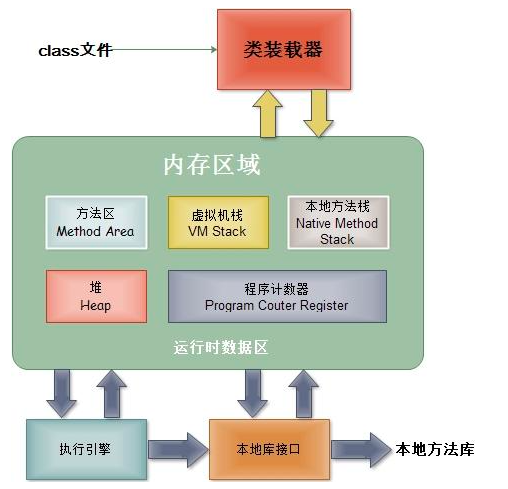 class文件
类装载器
内存区域
方法区
Method Area
虚拟机栈
VM Stack
本地方法栈
Native Method
Stack
堆
Heap
程序计数器
Program Couter Register
运行时数据区
执行引擎
本地库接口
本地方法库